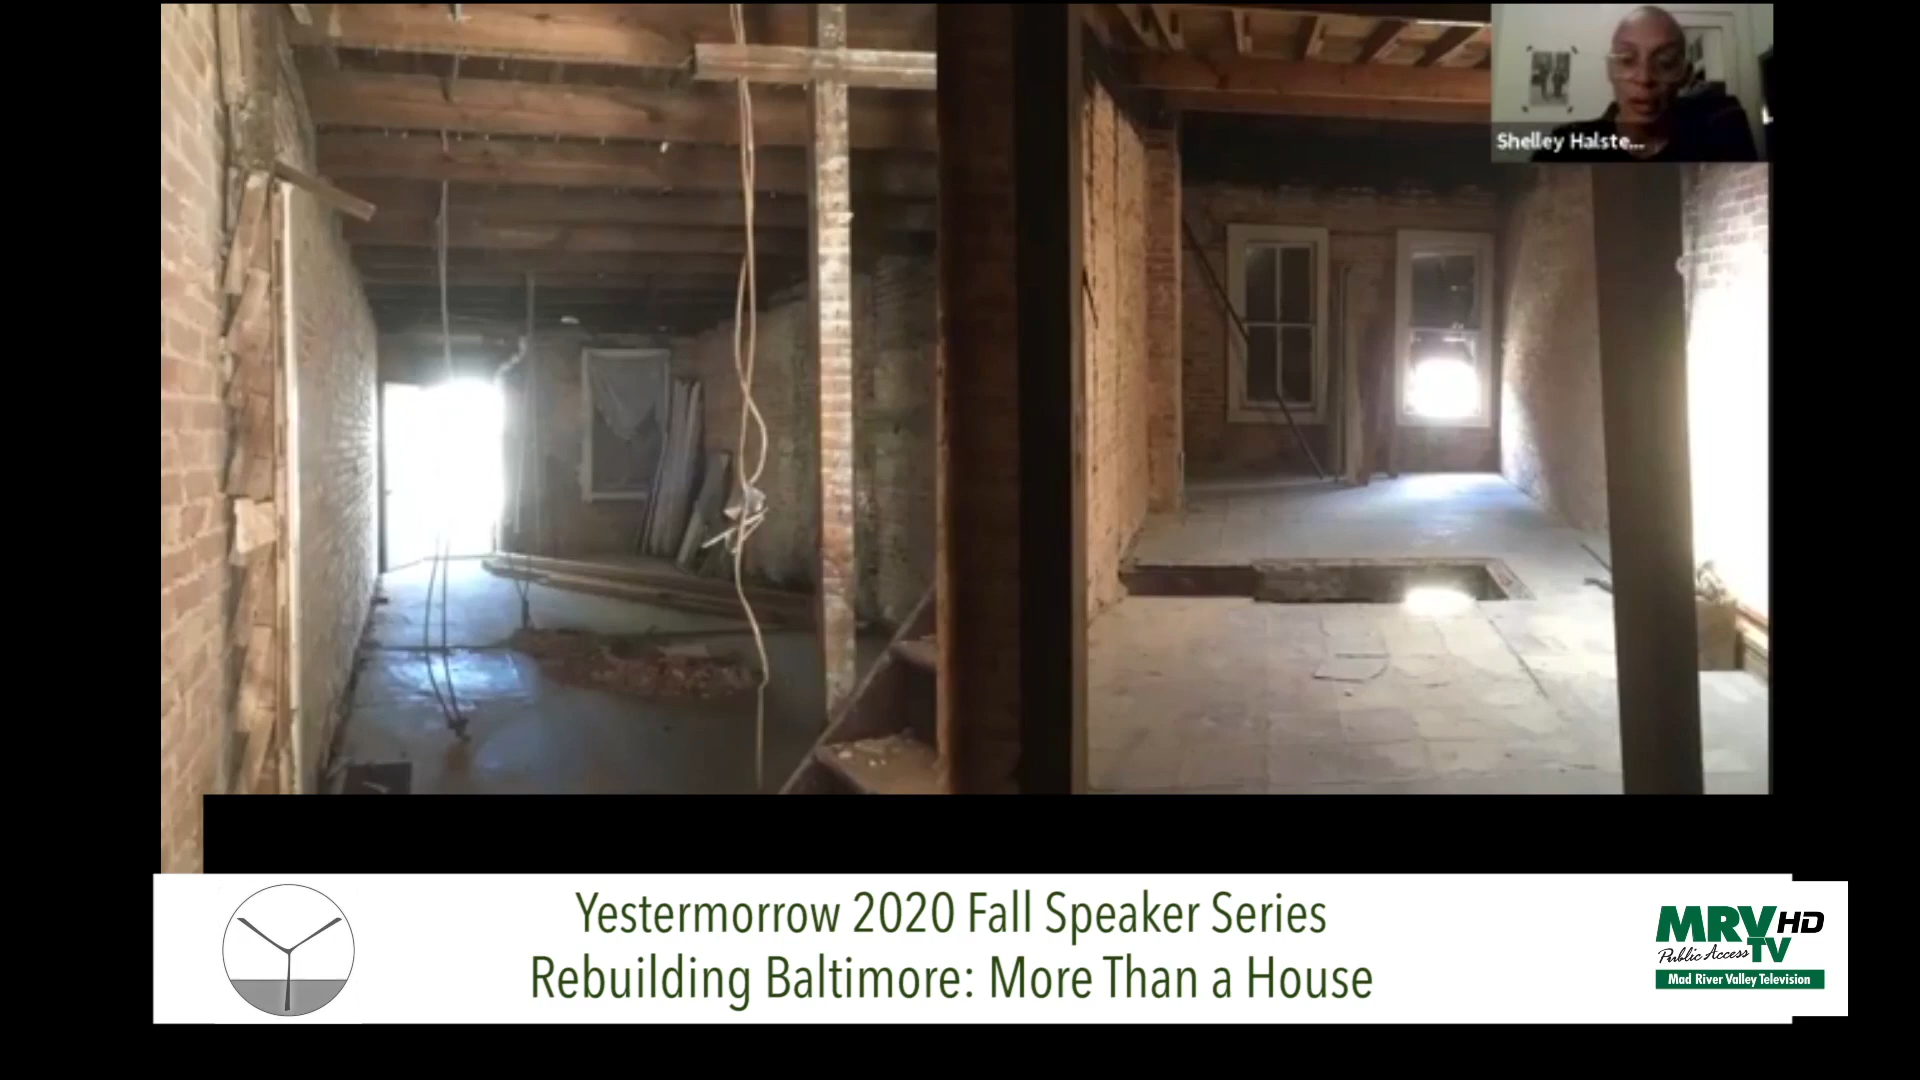 Shelley Halste...
Yestermorrow 2020 Fall Speaker Series
Rebuilding Baltimore: More Than a House
MRV HD
Public Access TV
Mad River Valley Television